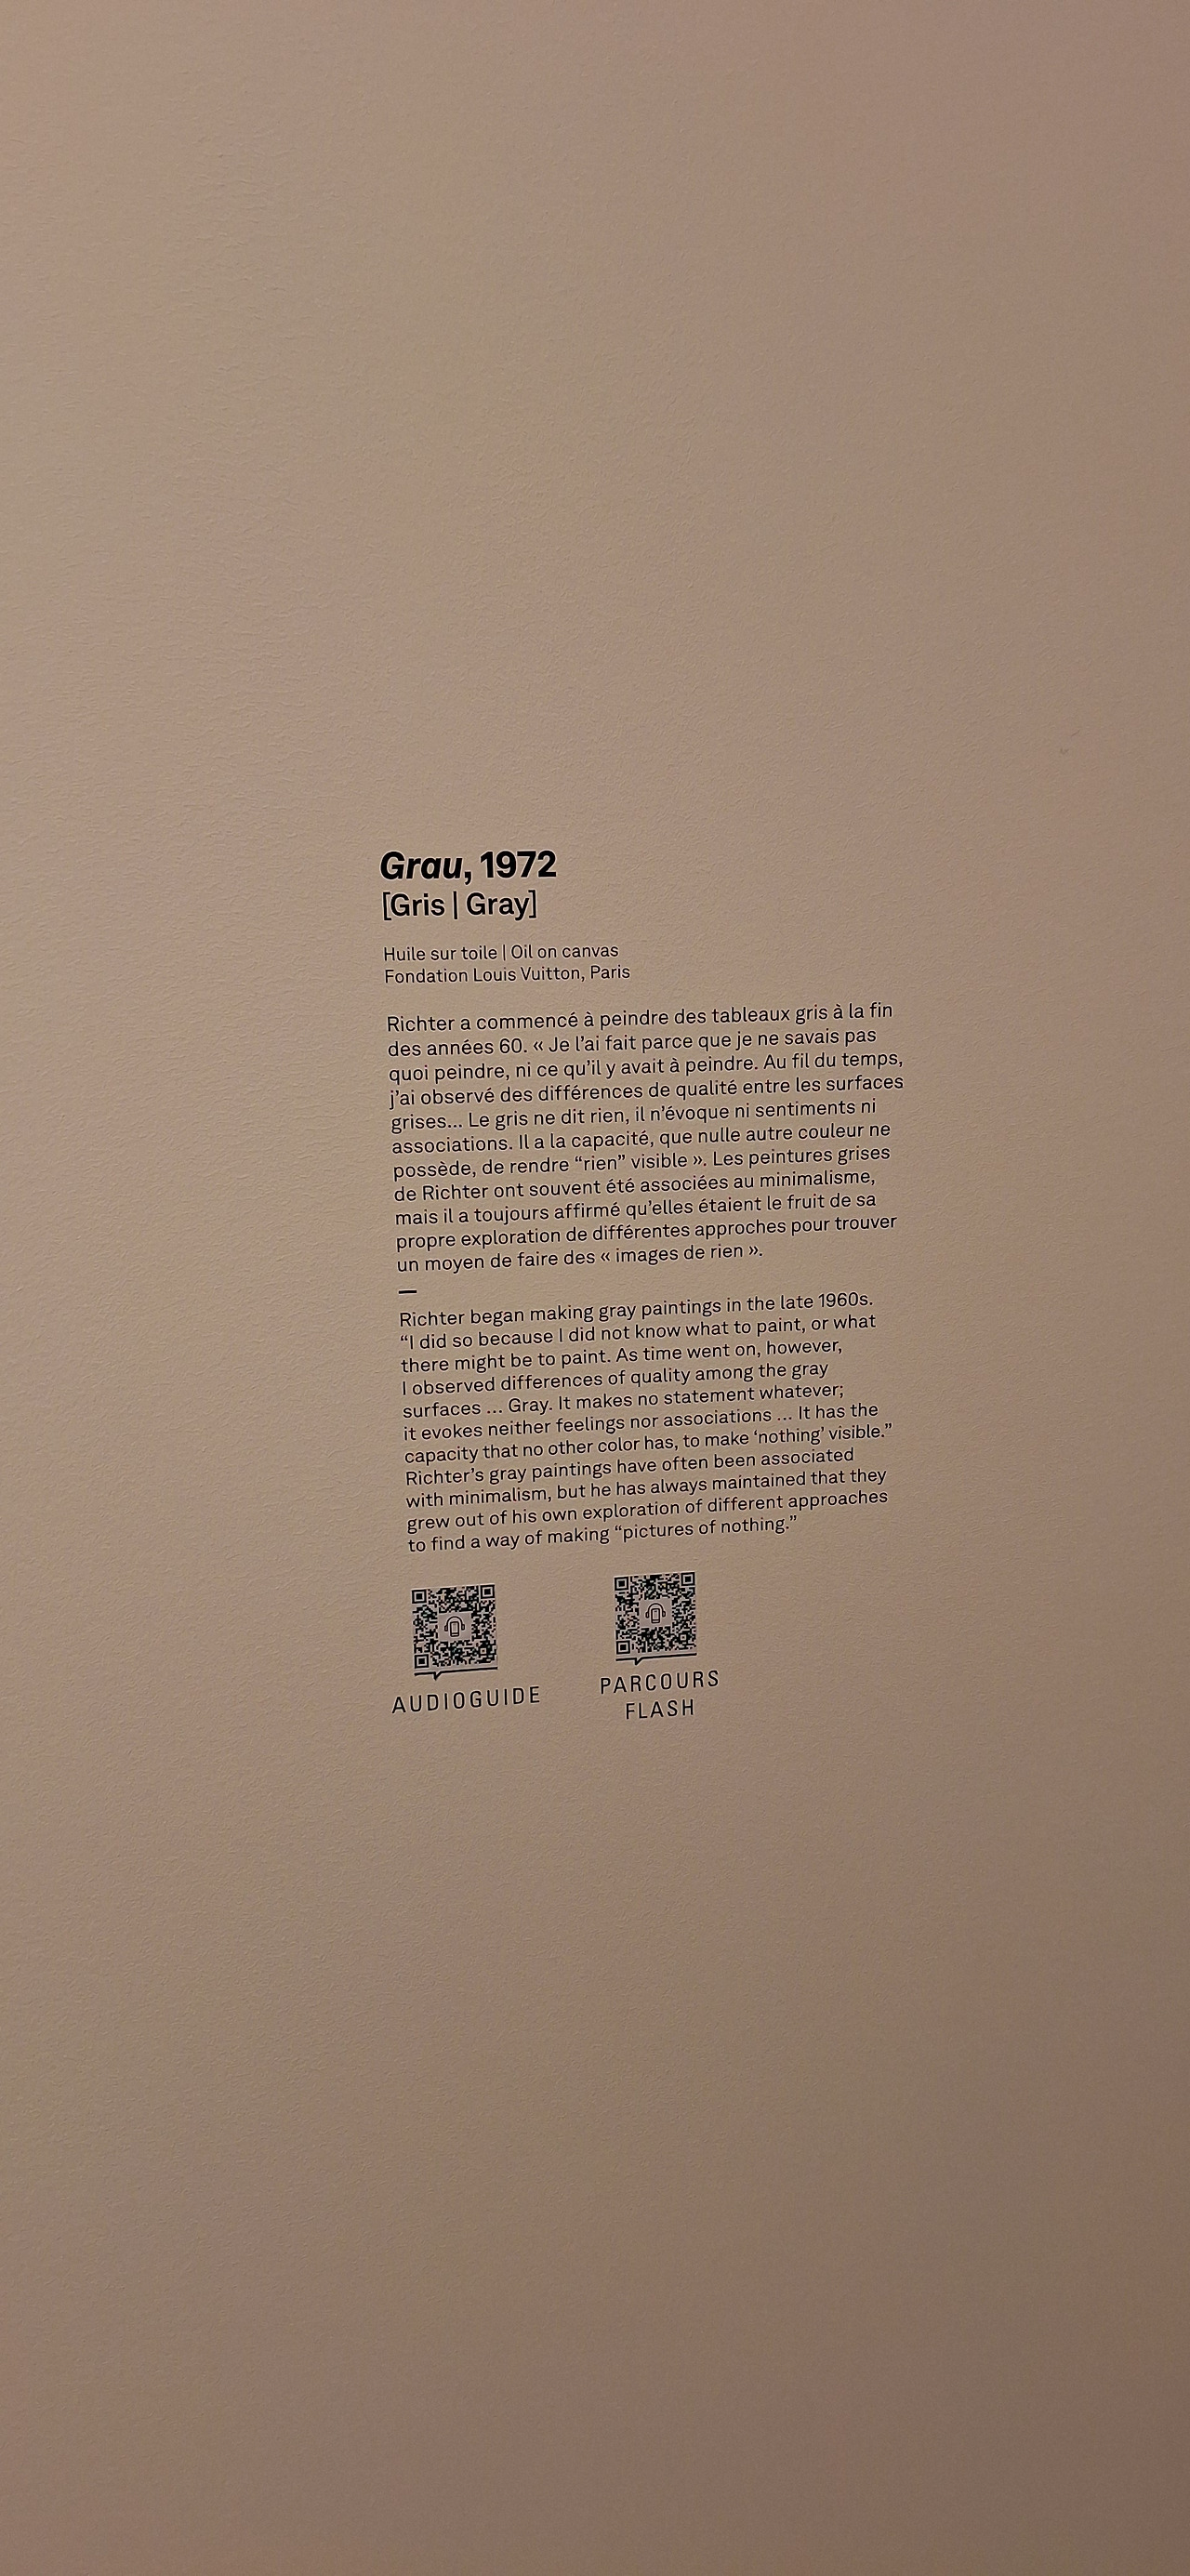 Grau, 1972
[Gris | Gray]
Huile sur toile | Oil on canvas
Fondation Louis Vuitton, Paris
Richter a commencé à peindre des tableaux gris à la fin
des années 60. « Je l’ai fait parce que je ne savais pas
quoi peindre, ni ce qu’il y avait à peindre. Au fil du temps,
j’ai observé des différences de qualité entre les surfaces
grises... Le gris ne dit rien, il n’évoque ni sentiments ni
associations. Il a la capacité, que nulle autre couleur ne
possède, de rendre “rien” visible ». Les peintures grises
de Richter ont souvent été associées au minimalisme,
mais il a toujours affirmé qu’elles étaient le fruit de sa
propre exploration de différentes approches pour trouver
un moyen de faire des « images de rien ».
—
Richter began making gray paintings in the late 1960s.
“I did so because I did not know what to paint, or what
there might be to paint. As time went on, however,
I observed differences of quality among the gray
surfaces ... Gray. It makes no statement whatever;
it evokes neither feelings nor associations ... It has the
capacity that no other color has, to make ‘nothing’ visible.”
Richter’s gray paintings have often been associated
with minimalism, but he has always maintained that they
grew out of his own exploration of different approaches
to find a way of making “pictures of nothing.”
AUDIOGUIDE
PARCOURS
FLASH